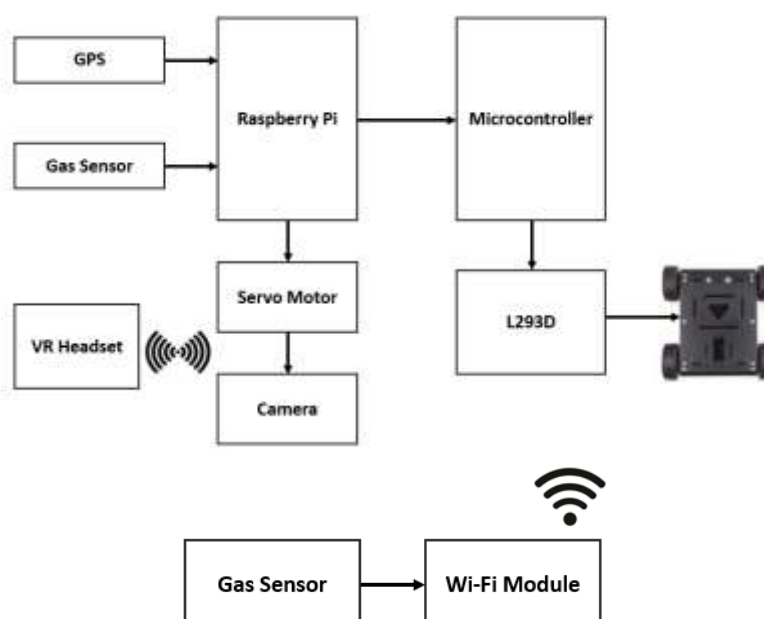 GPS
Raspberry Pi
Microcontroller
Gas Sensor
Servo Motor
L293D
VR Headset
Camera
Gas Sensor
Wi-Fi Module